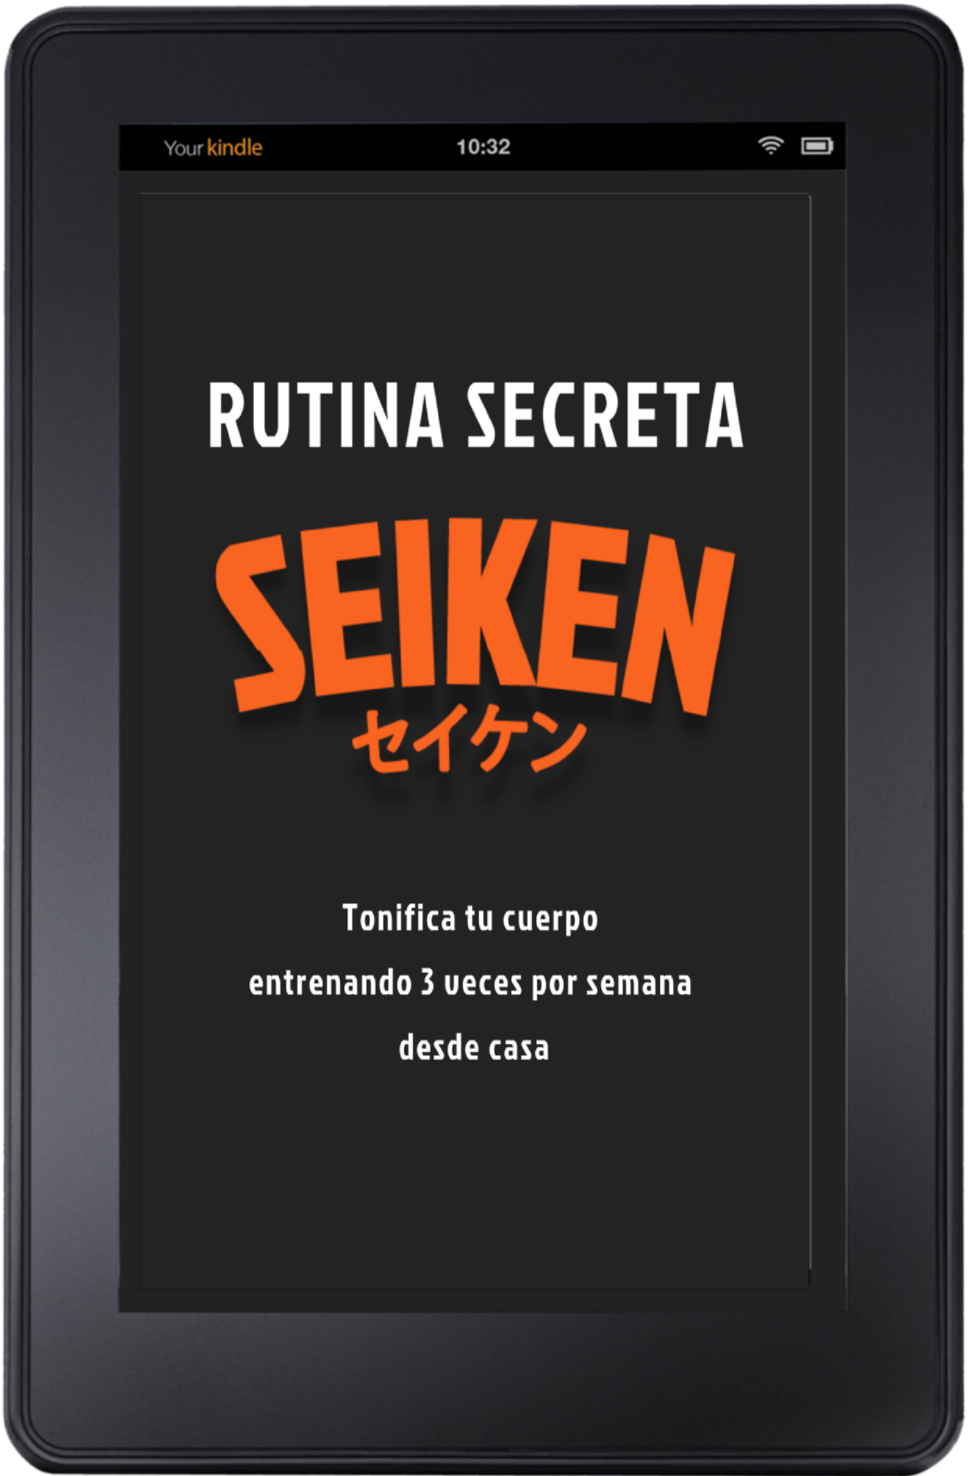 Your kindle 10:32
RUTINA SECRETA
SEIKEN
セイケン
Tonifica tu cuerpo
entrenando 3 veces por semana
desde casa